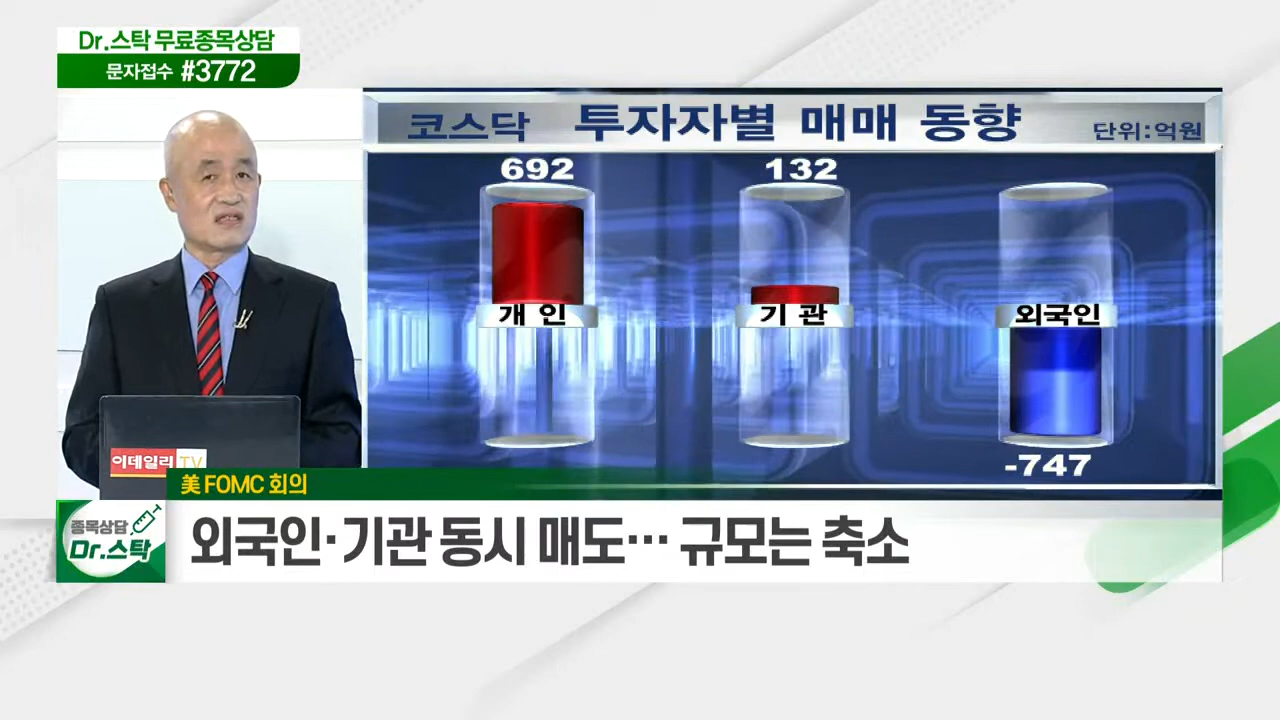 Dr.스탁 무료종목상담
문자접수 #3772
코스닥 투자자별 매매 동향 단위:억원
692 132
개인 기관 외국인
-747
이데일리 TV
美 FOMC 회의
종목상담
Dr.스탁
외국인·기관 동시 매도… 규모는 축소